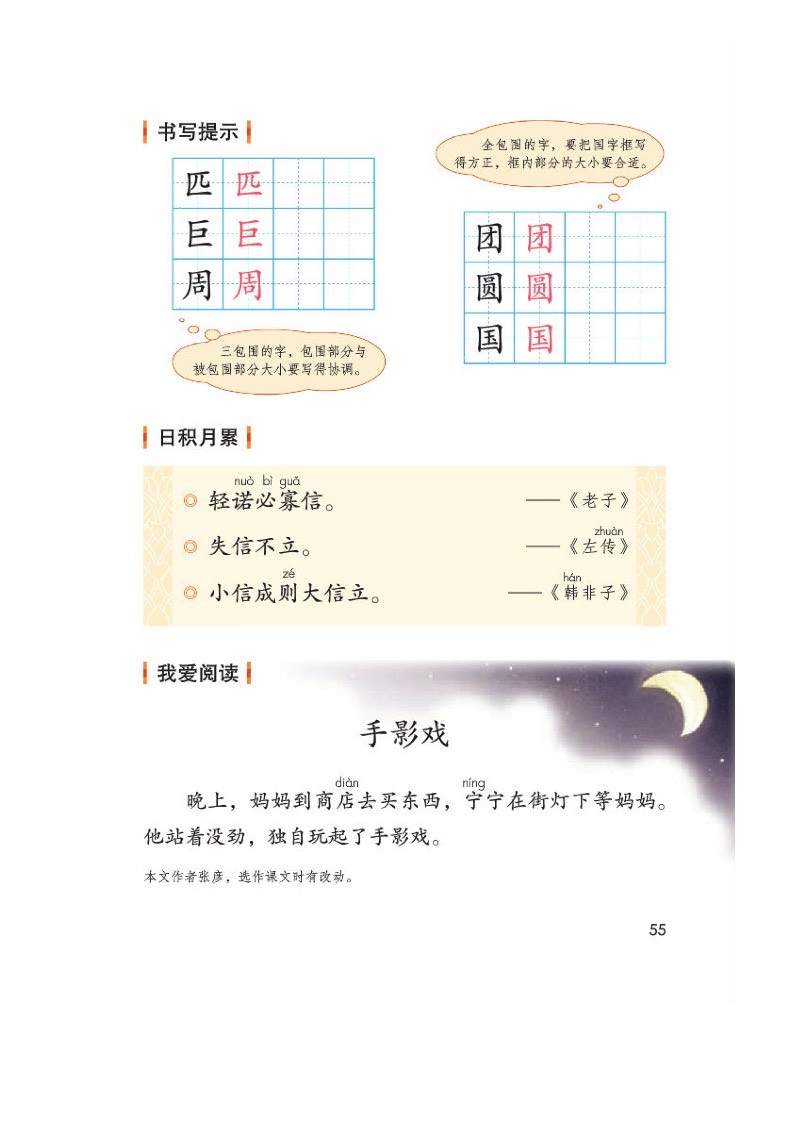 书写提示
匹 匹
巨 巨
周 周
三包围的字，包围部分与
被包围部分大小要写得协调。
全包围的字，要把国字框写
得方正，框内部分的大小要合适。
团 团
圆 圆
国 国
日积月累
nuò bì guǎ
轻诺必寡信。 ——《老子》
zhuàn
失信不立。 ——《左传》
zé hán
小信成则大信立。 ——《韩非子》
我爱阅读
手影戏
diàn níng
晚上，妈妈到商店去买东西，宁宁在街灯下等妈妈。
他站着没劲，独自玩起了手影戏。
本文作者张彦，选作课文时有改动。
55